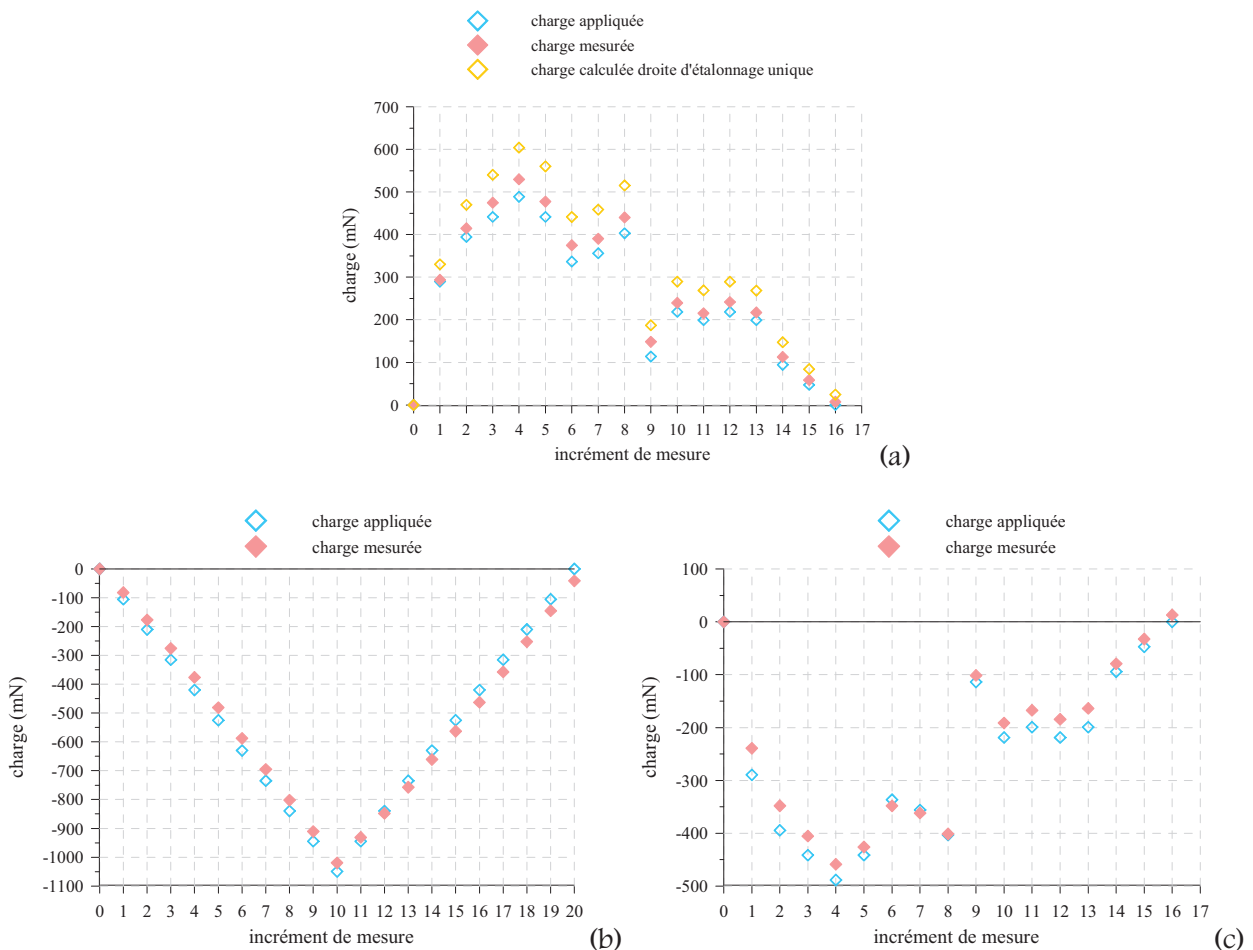 charge appliquée
charge mesurée
charge calculée droite d'étalonnage unique
700
600
500
400
300
200
100
0
charge (mN)
0 1 2 3 4 5 6 7 8 9 10 11 12 13 14 15 16 17
incrément de mesure
(a)
charge appliquée
charge mesurée
0
-100
-200
-300
-400
-500
-600
-700
-800
-900
-1000
-1100
charge (mN)
0 1 2 3 4 5 6 7 8 9 10 11 12 13 14 15 16 17 18 19 20
incrément de mesure
(b)
charge appliquée
charge mesurée
100
0
-100
-200
-300
-400
-500
charge (mN)
0 1 2 3 4 5 6 7 8 9 10 11 12 13 14 15 16 17
incrément de mesure
(c)